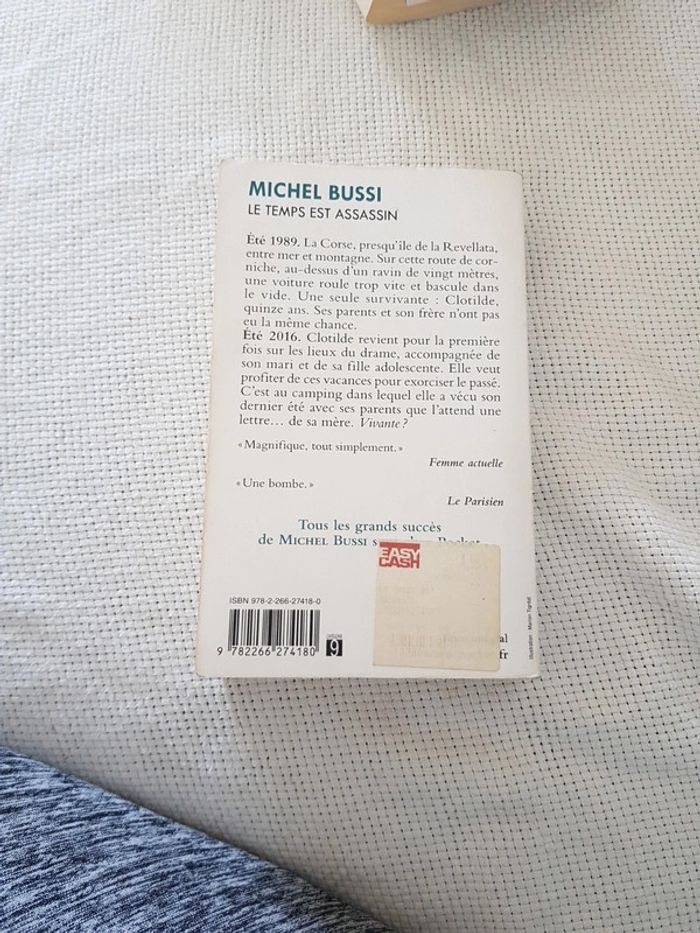 MICHEL BUSSI
LE TEMPS EST ASSASSIN
Été 1989. La Corse, presqu'île de la Revellata,
entre mer et montagne. Sur cette route de cor-
niche, au-dessus d'un ravin de vingt mètres,
une voiture roule trop vite et bascule dans
le vide. Une seule survivante : Clotilde,
quinze ans. Ses parents et son frère n'ont pas
eu la même chance.
Été 2016. Clotilde revient pour la première
fois sur les lieux du drame, accompagnée de
son mari et de sa fille adolescente. Elle veut
profiter de ces vacances pour exorciser le passé.
C'est au camping dans lequel elle a vécu son
dernier été avec ses parents que l'attend une
lettre… de sa mère. Vivante ?
« Magnifique, tout simplement. »
Femme actuelle
« Une bombe. »
Le Parisien
Tous les grands succès
de MICHEL BUSSI
EASY
CASH
ISBN 978-2-266-27418-0
9 782266 274180
9
al
fr
Illustration : Marion Tigréat